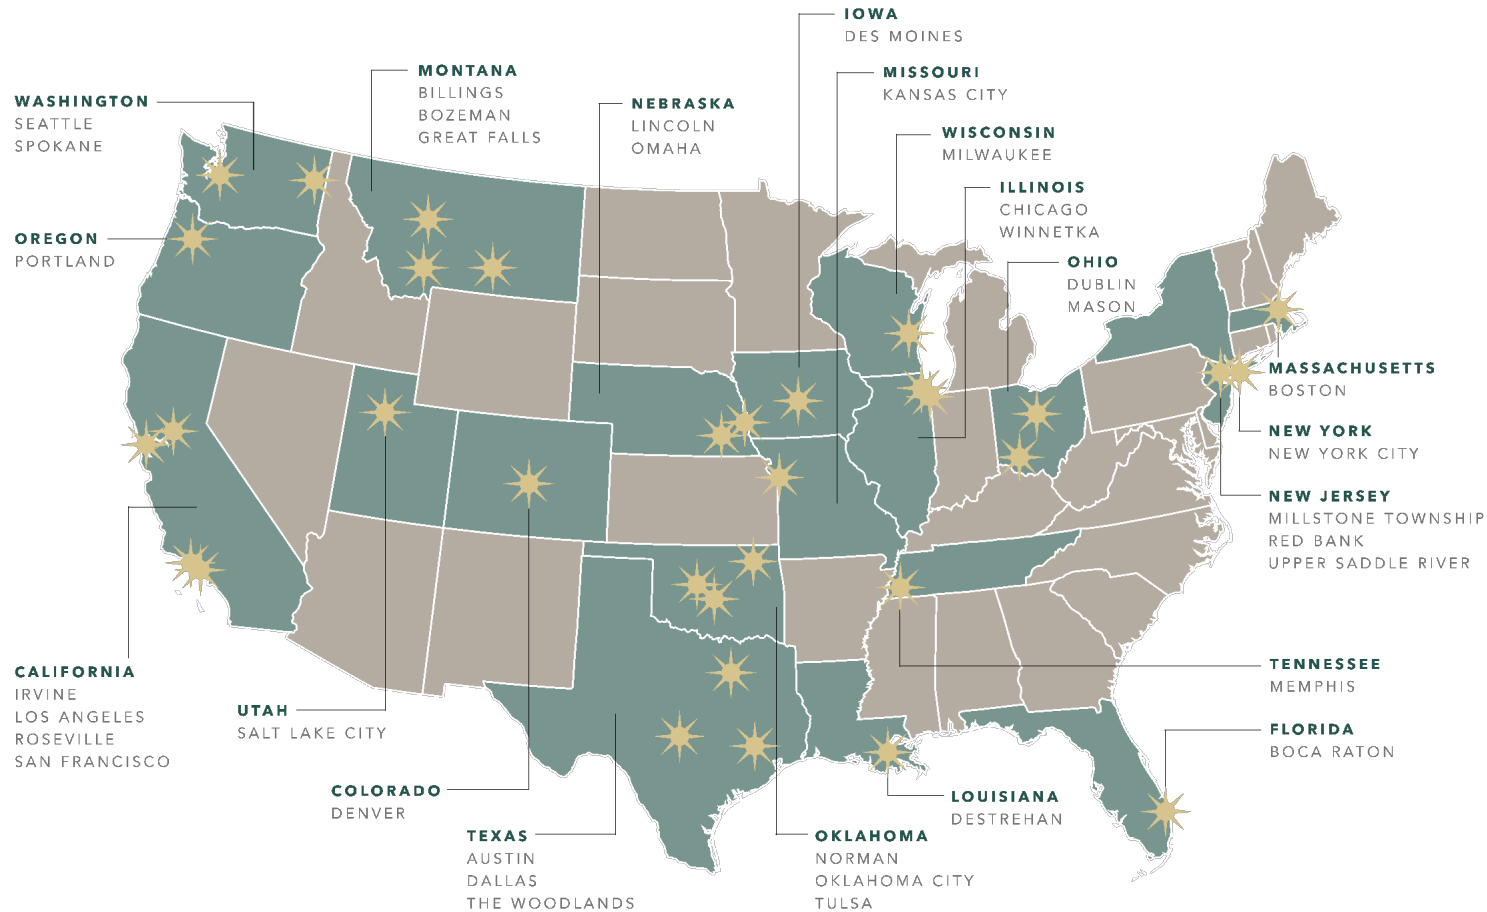 IOWA
DES MOINES
MISSOURI
KANSAS CITY
MONTANA
BILLINGS
BOZEMAN
GREAT FALLS
NEBRASKA
LINCOLN
OMAHA
WASHINGTON
SEATTLE
SPOKANE
WISCONSIN
MILWAUKEE
ILLINOIS
CHICAGO
WINNETKA
OREGON
PORTLAND
OHIO
DUBLIN
MASON
MASSACHUSETTS
BOSTON
NEW YORK
NEW YORK CITY
NEW JERSEY
MILLSTONE TOWNSHIP
RED BANK
UPPER SADDLE RIVER
CALIFORNIA
IRVINE
LOS ANGELES
ROSEVILLE
SAN FRANCISCO
UTAH
SALT LAKE CITY
TENNESSEE
MEMPHIS
FLORIDA
BOCA RATON
COLORADO
DENVER
LOUISIANA
DESTREHAN
TEXAS
AUSTIN
DALLAS
THE WOODLANDS
OKLAHOMA
NORMAN
OKLAHOMA CITY
TULSA